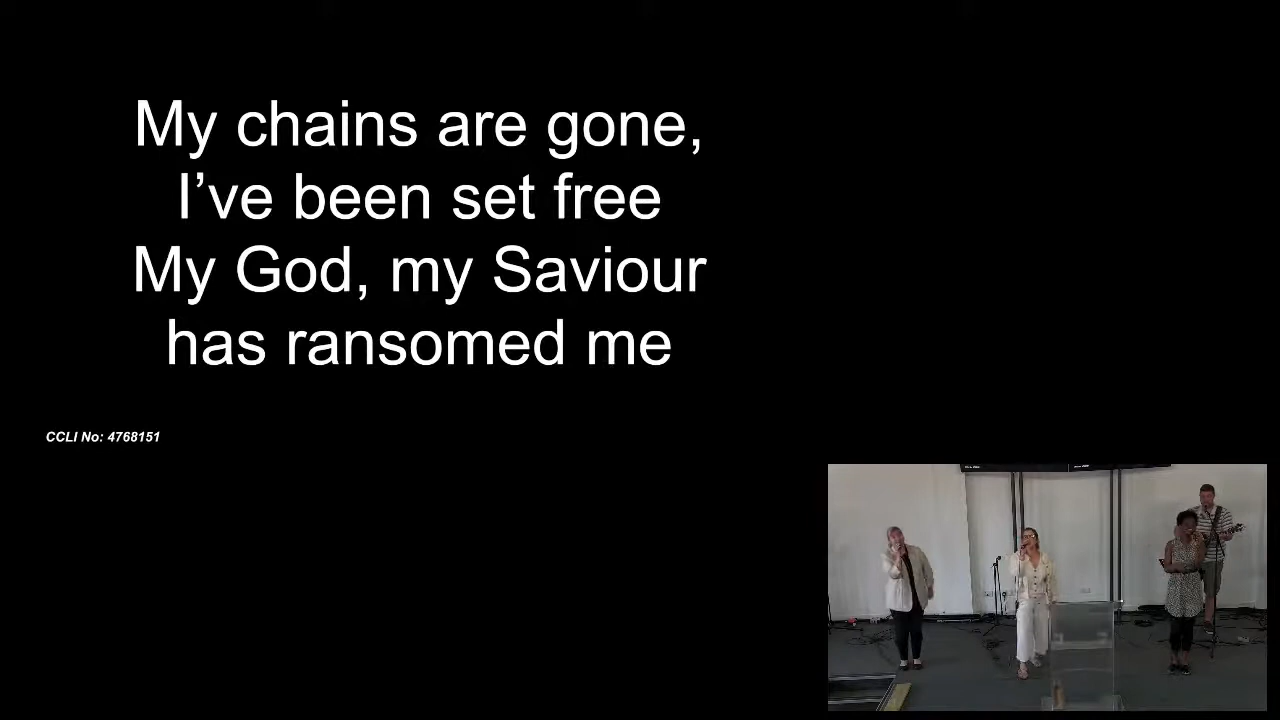 My chains are gone,
I’ve been set free
My God, my Saviour
has ransomed me
CCLI No: 4768151